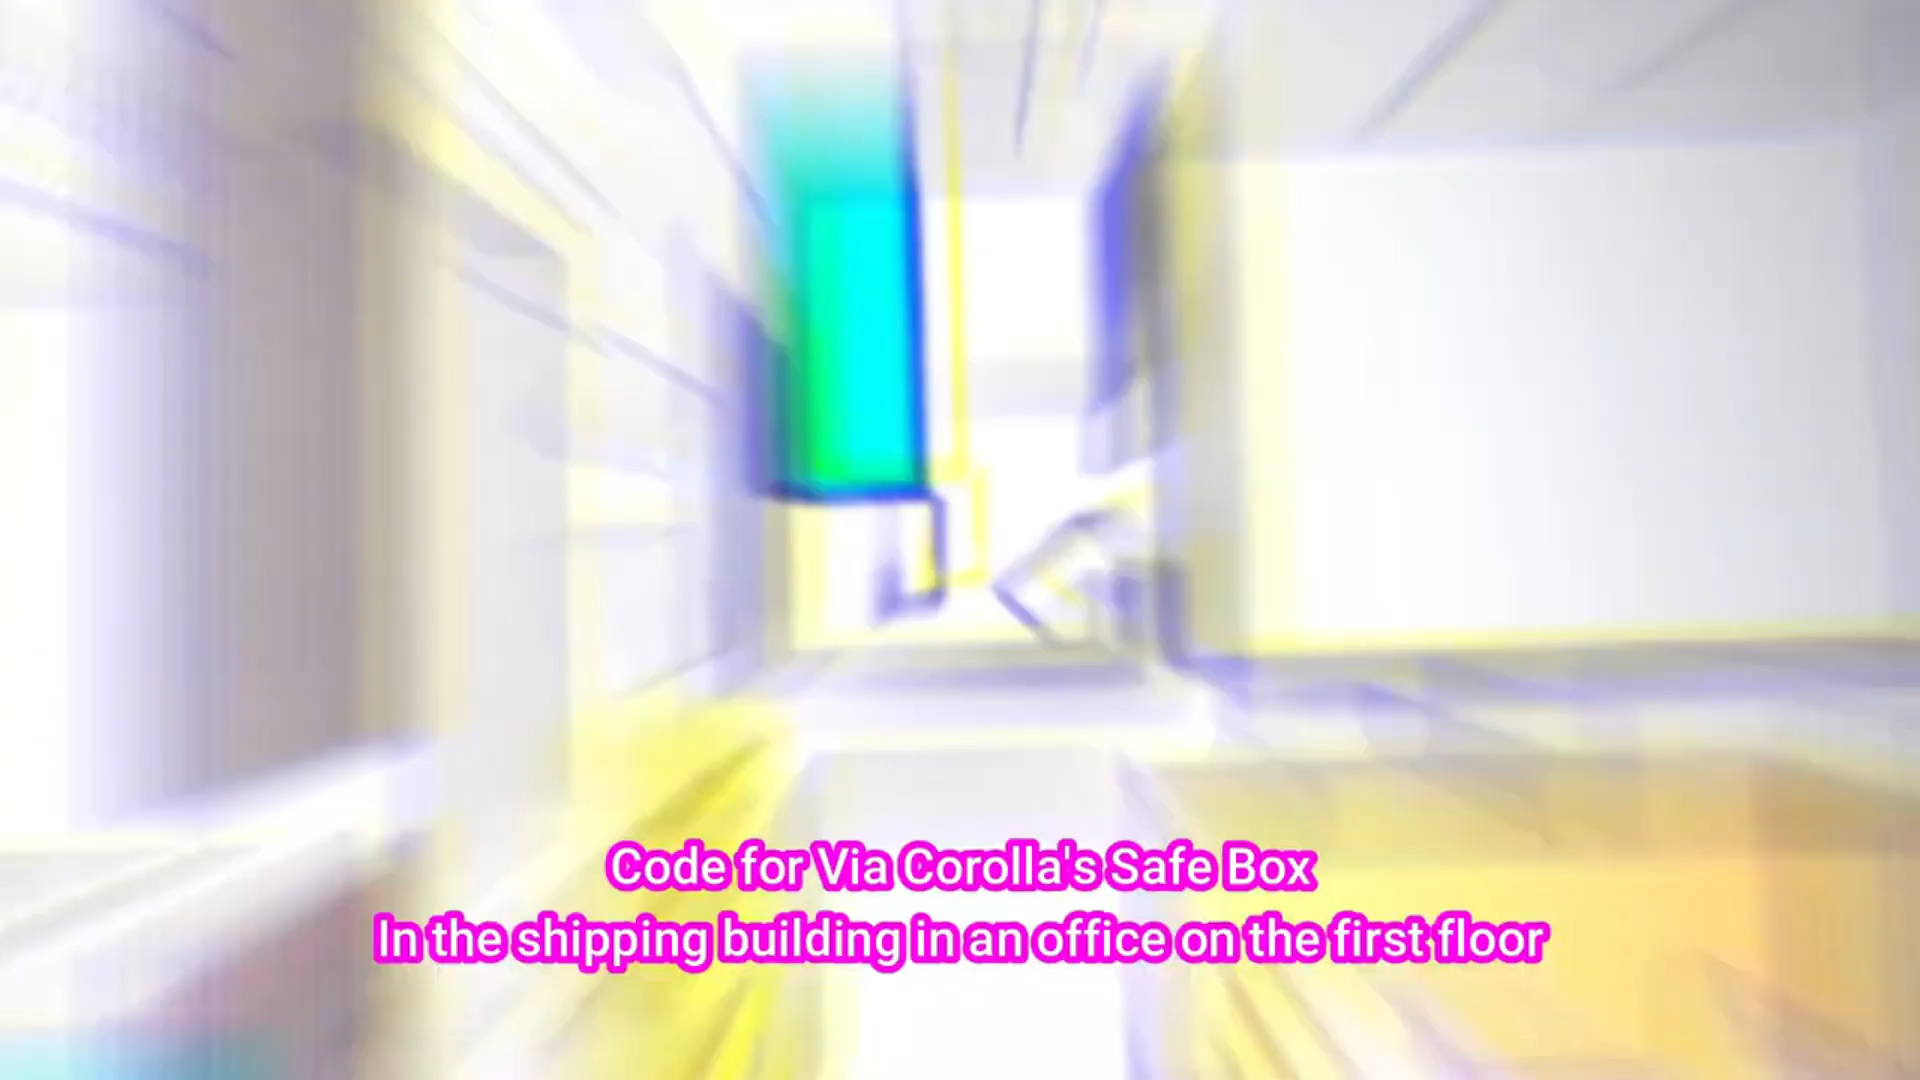 Code for Via Corolla's Safe Box
In the shipping building in an office on the first floor